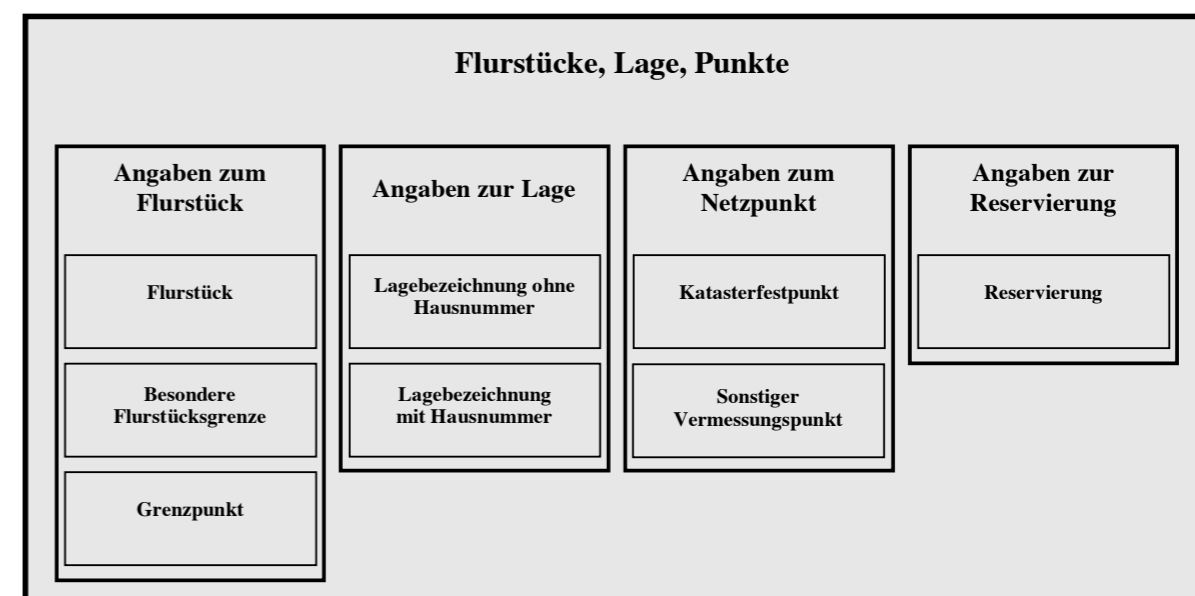 Flurstücke, Lage, Punkte
Angaben zum
Flurstück
Flurstück
Besondere
Flurstücksgrenze
Grenzpunkt
Angaben zur Lage
Lagebezeichnung ohne
Hausnummer
Lagebezeichnung
mit Hausnummer
Angaben zum
Netzpunkt
Katasterfestpunkt
Sonstiger
Vermessungspunkt
Angaben zur
Reservierung
Reservierung